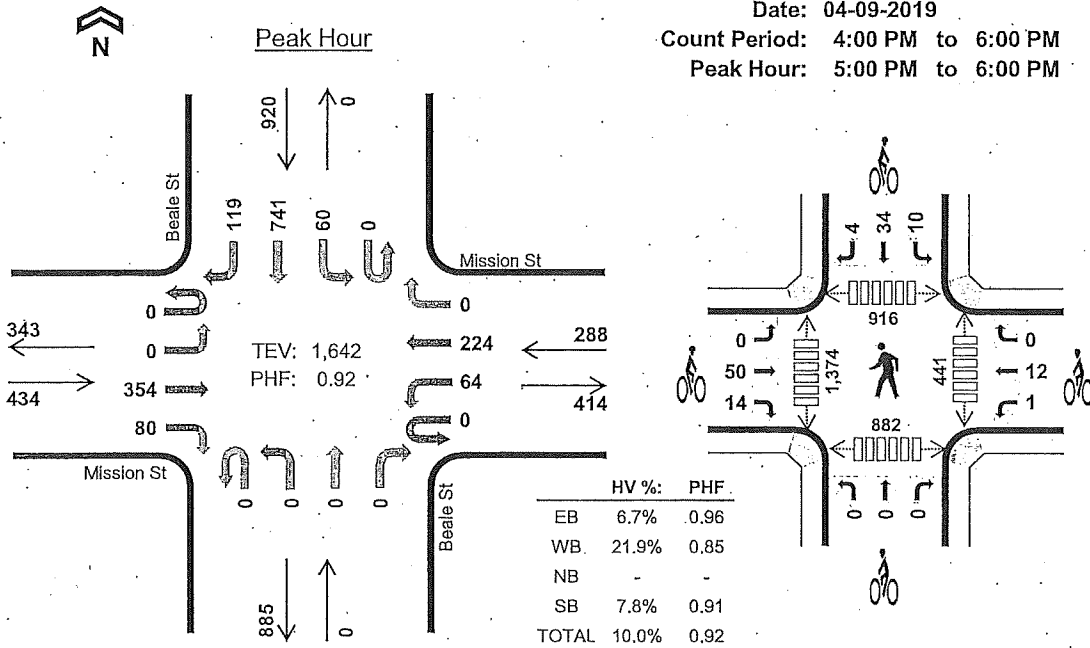 N
Peak Hour
Date: 04-09-2019
Count Period: 4:00 PM to 6:00 PM
Peak Hour: 5:00 PM to 6:00 PM
920
0
Beale St
119
741
60
0
Mission St
0
0
354
80
343
434
TEV: 1,642
PHF: 0.92
0
224
64
0
288
414
Mission St
0
0
0
0
Beale St
885
0
HV %: PHF
EB 6.7% 0.96
WB 21.9% 0.85
NB - -
SB 7.8% 0.91
TOTAL 10.0% 0.92
4
34
10
916
0
50
14
1,374
441
0
12
1
882
0
0
0